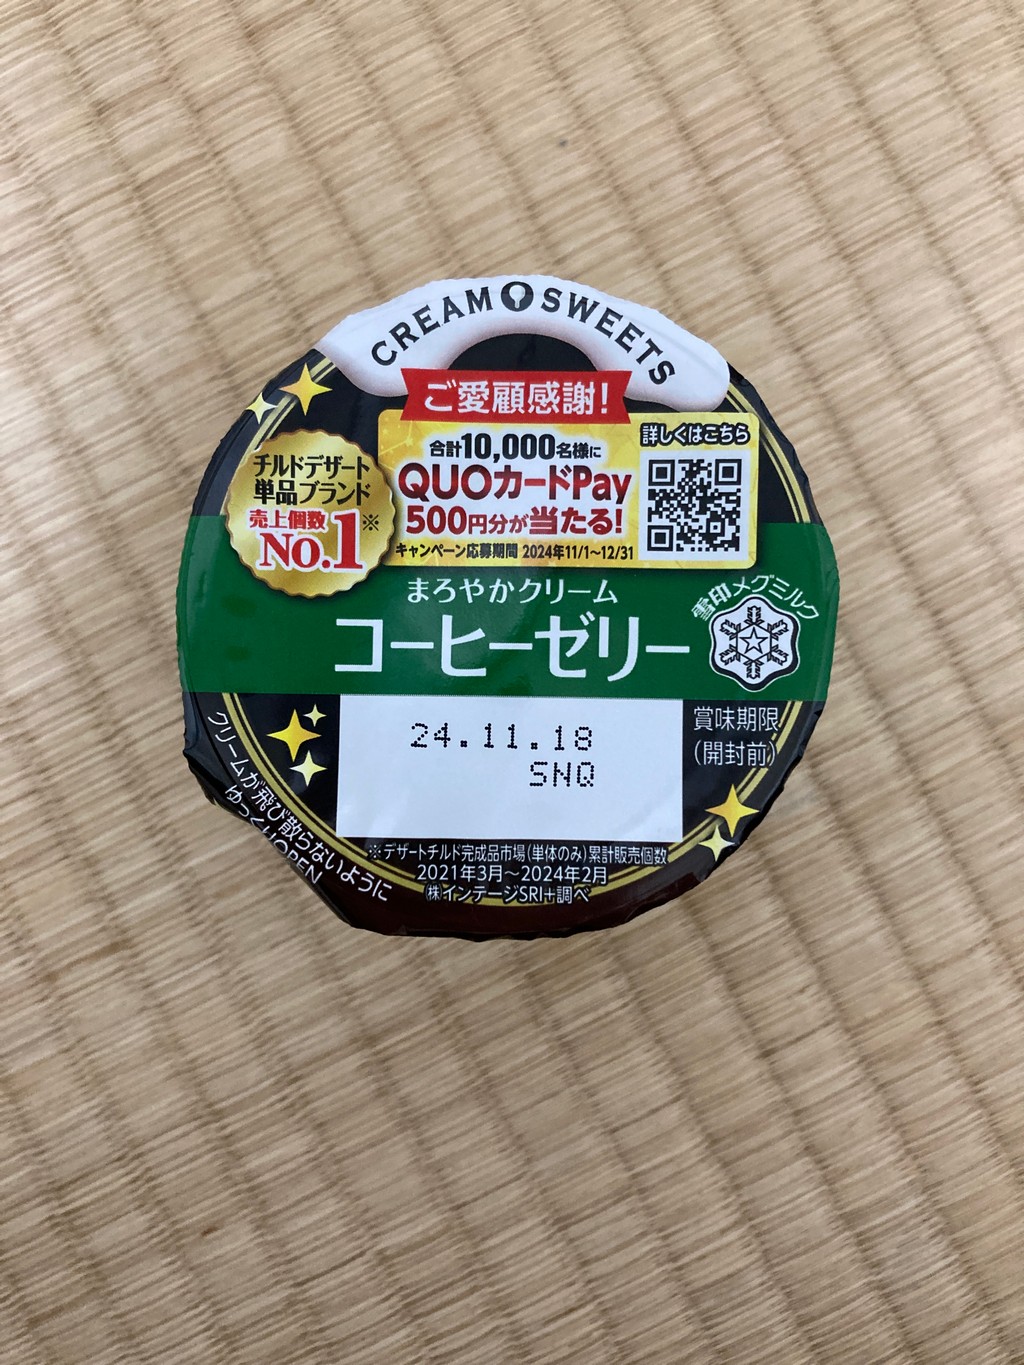 CREAM SWEETS
ご愛顧感謝!
合計10,000名様に
QUOカードPay
500円分が当たる!
キャンペーン応募期間 2024年11/1〜12/31
詳しくはこちら
チルドデザート
単品ブランド
売上個数※
No.1
まろやかクリーム
コーヒーゼリー
雪印メグミルク
24.11.18
SNQ
賞味期限
(開封前)
クリームが飛び散らないように
ゆっくりOPEN
※デザートチルド完成品市場(単体のみ)累計販売個数
2021年3月〜2024年2月
㈱インテージSRI+調べ